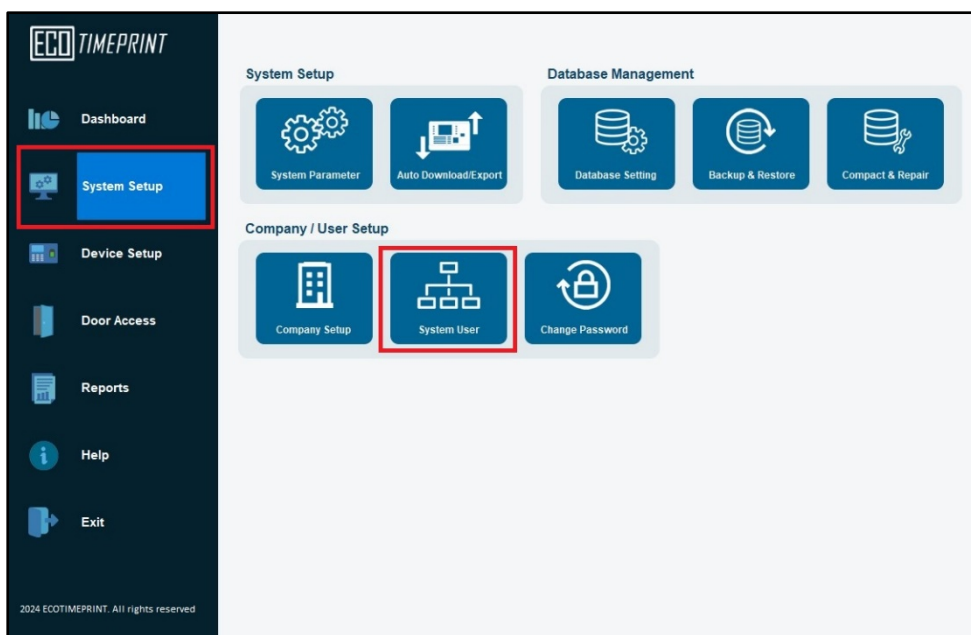 ECO TIMEPRINT
Dashboard
System Setup
Device Setup
Door Access
Reports
Help
Exit
2024 ECOTIMEPRINT. All rights reserved
System Setup
System Parameter
Auto Download/Export
Database Management
Database Setting
Backup & Restore
Compact & Repair
Company / User Setup
Company Setup
System User
Change Password